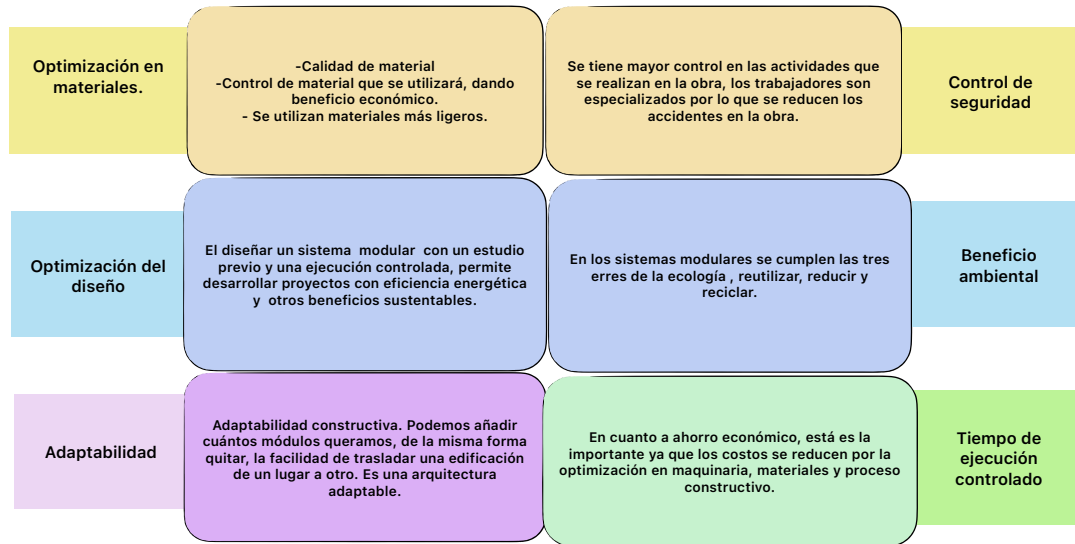 Optimización en
materiales.
-Calidad de material
-Control de material que se utilizará, dando
beneficio económico.
- Se utilizan materiales más ligeros.
Se tiene mayor control en las actividades que
se realizan en la obra, los trabajadores son
especializados por lo que se reducen los
accidentes en la obra.
Control de
seguridad
Optimización del
diseño
El diseñar un sistema  modular  con un estudio
previo y una ejecución controlada, permite
desarrollar proyectos con eficiencia energética
y  otros beneficios sustentables.
En los sistemas modulares se cumplen las tres
erres de la ecología , reutilizar, reducir y
reciclar.
Beneficio
ambiental
Adaptabilidad
Adaptabilidad constructiva. Podemos añadir
cuántos módulos queramos, de la misma forma
quitar, la facilidad de trasladar una edificación
de un lugar a otro. Es una arquitectura
adaptable.
En cuanto a ahorro económico, está es la
importante ya que los costos se reducen por la
optimización en maquinaria, materiales y proceso
constructivo.
Tiempo de
ejecución
controlado